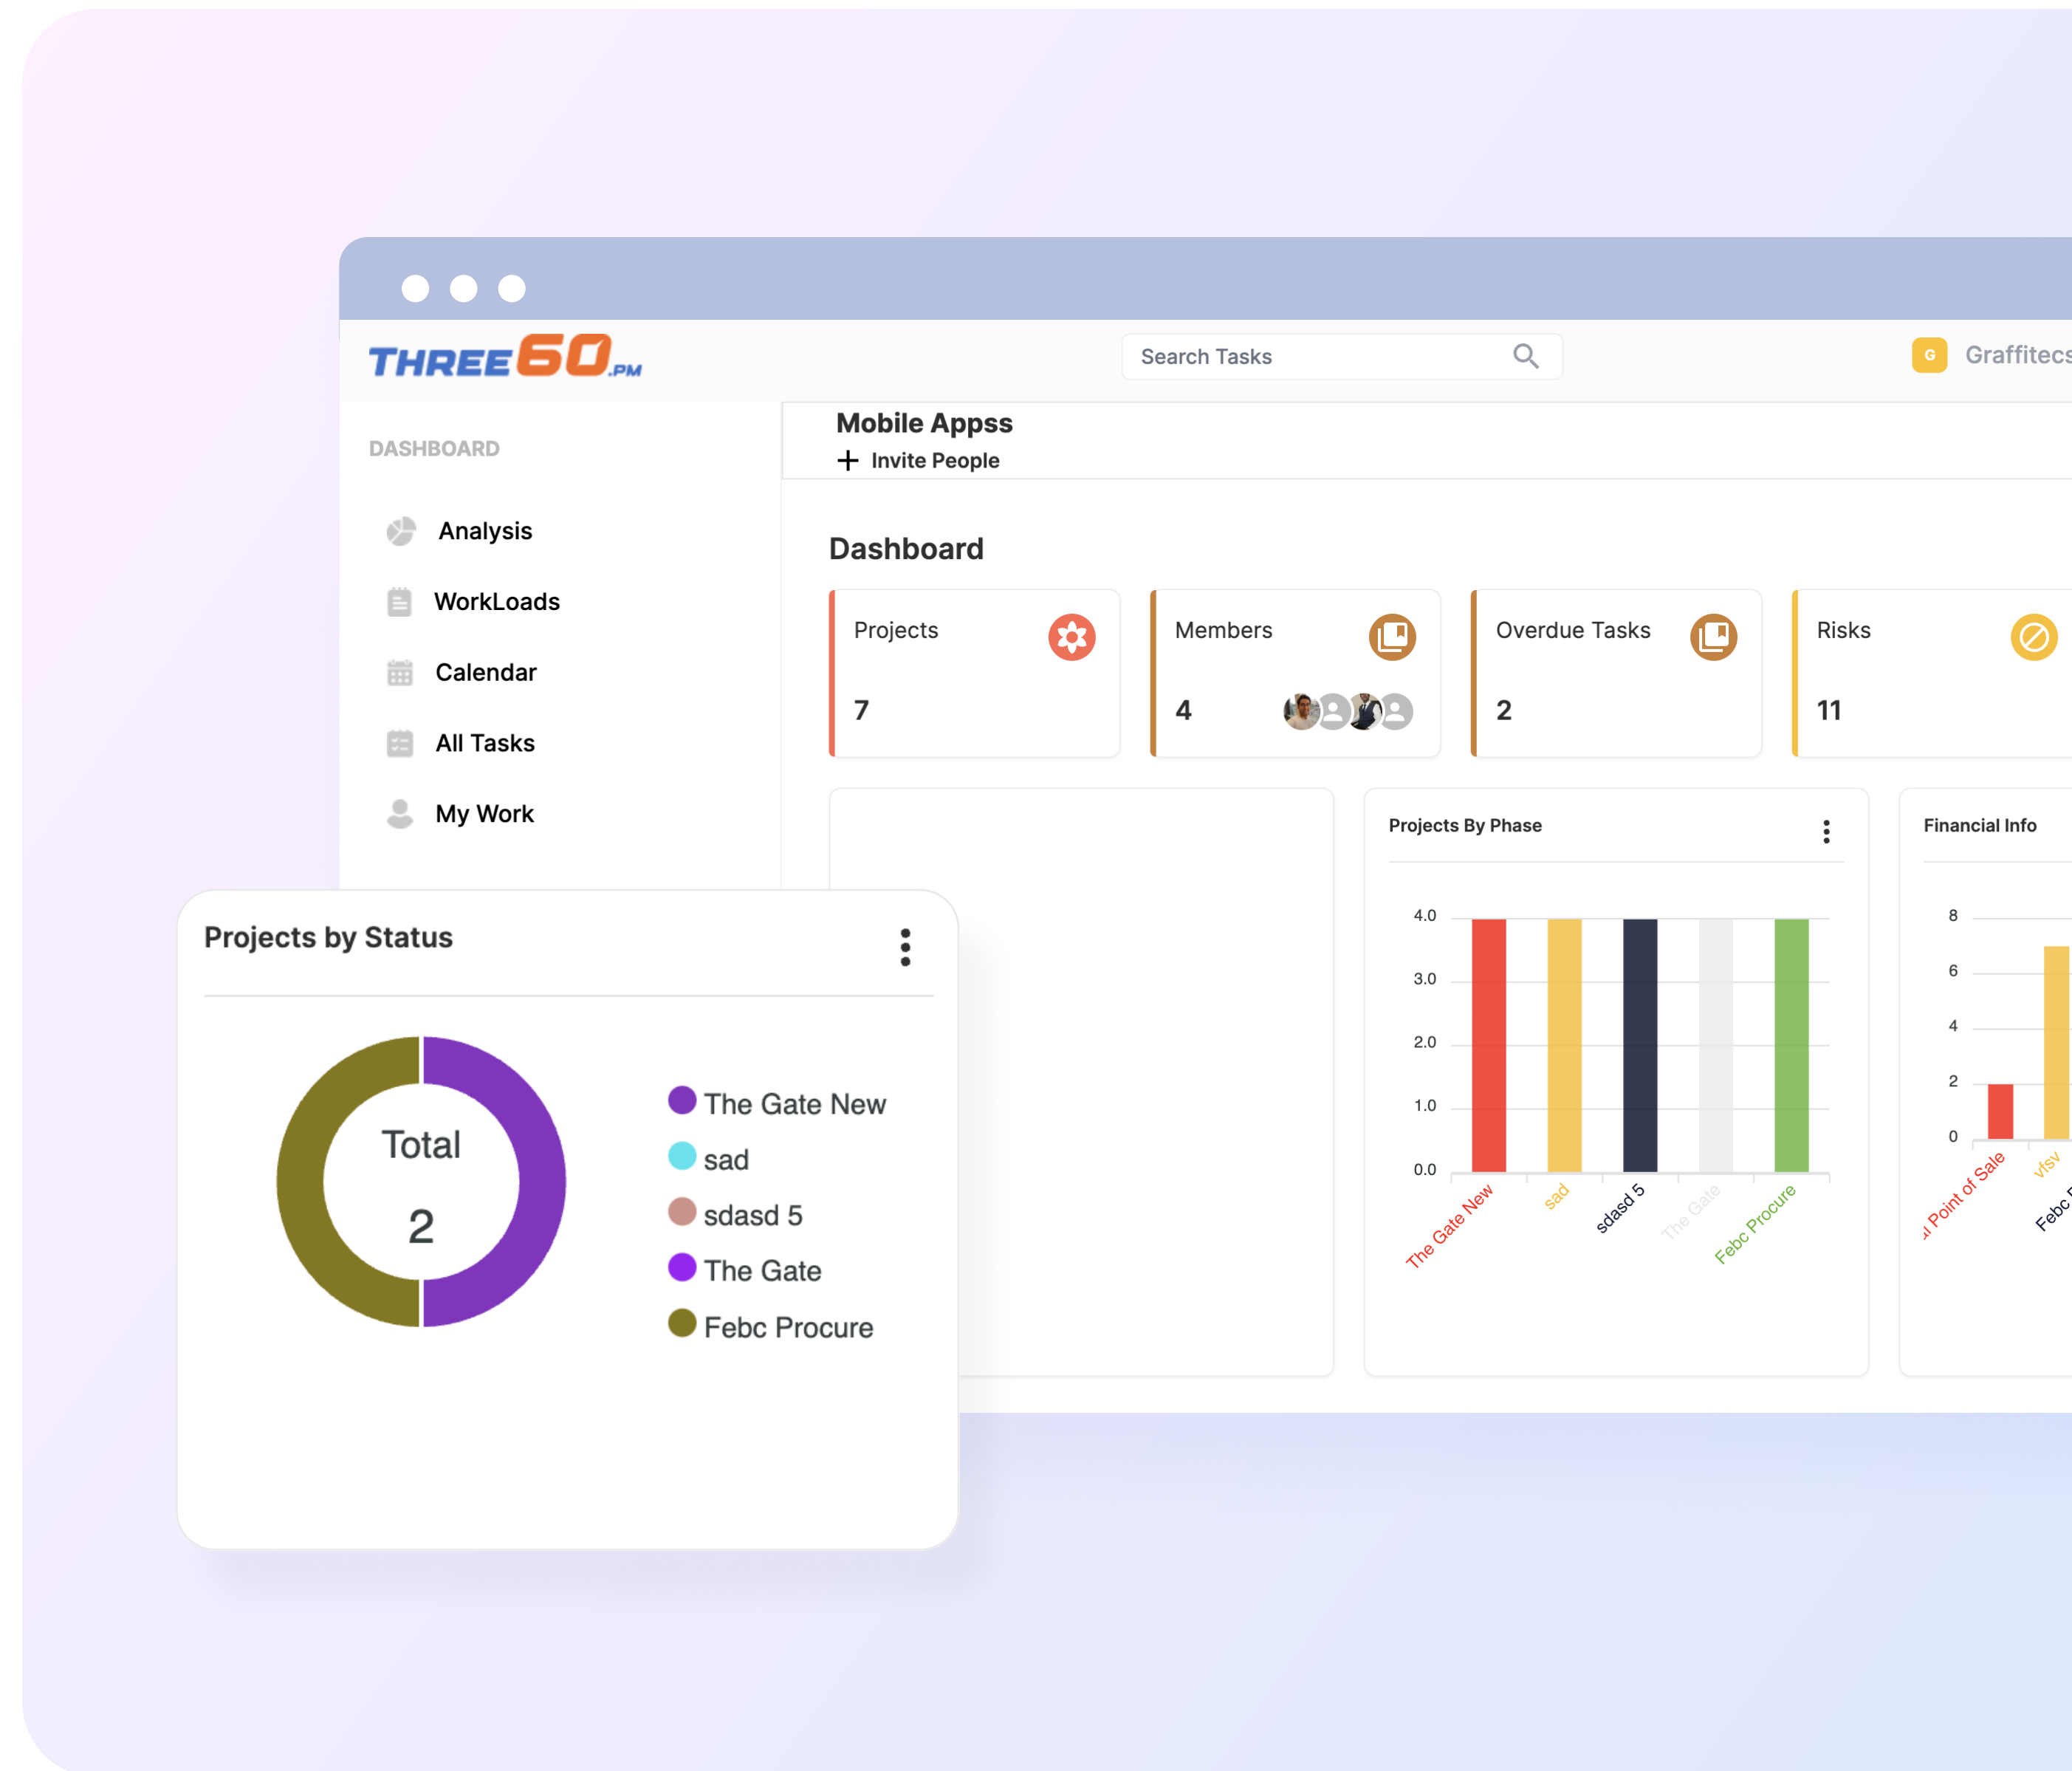 THREE60.PM
Search Tasks
G Graffitecs
DASHBOARD
Analysis
WorkLoads
Calendar
All Tasks
My Work
Mobile Appss
+ Invite People
Dashboard
Projects
7
Members
4
Overdue Tasks
2
Risks
11
Projects by Status
Total
2
The Gate New
sad
sdasd 5
The Gate
Febc Procure
Projects By Phase
4.0
3.0
2.0
1.0
0.0
The Gate New
sad
sdasd 5
The Gate
Febc Procure
Financial Info
8
6
4
2
0
Point of Sale
vfsv
Febc